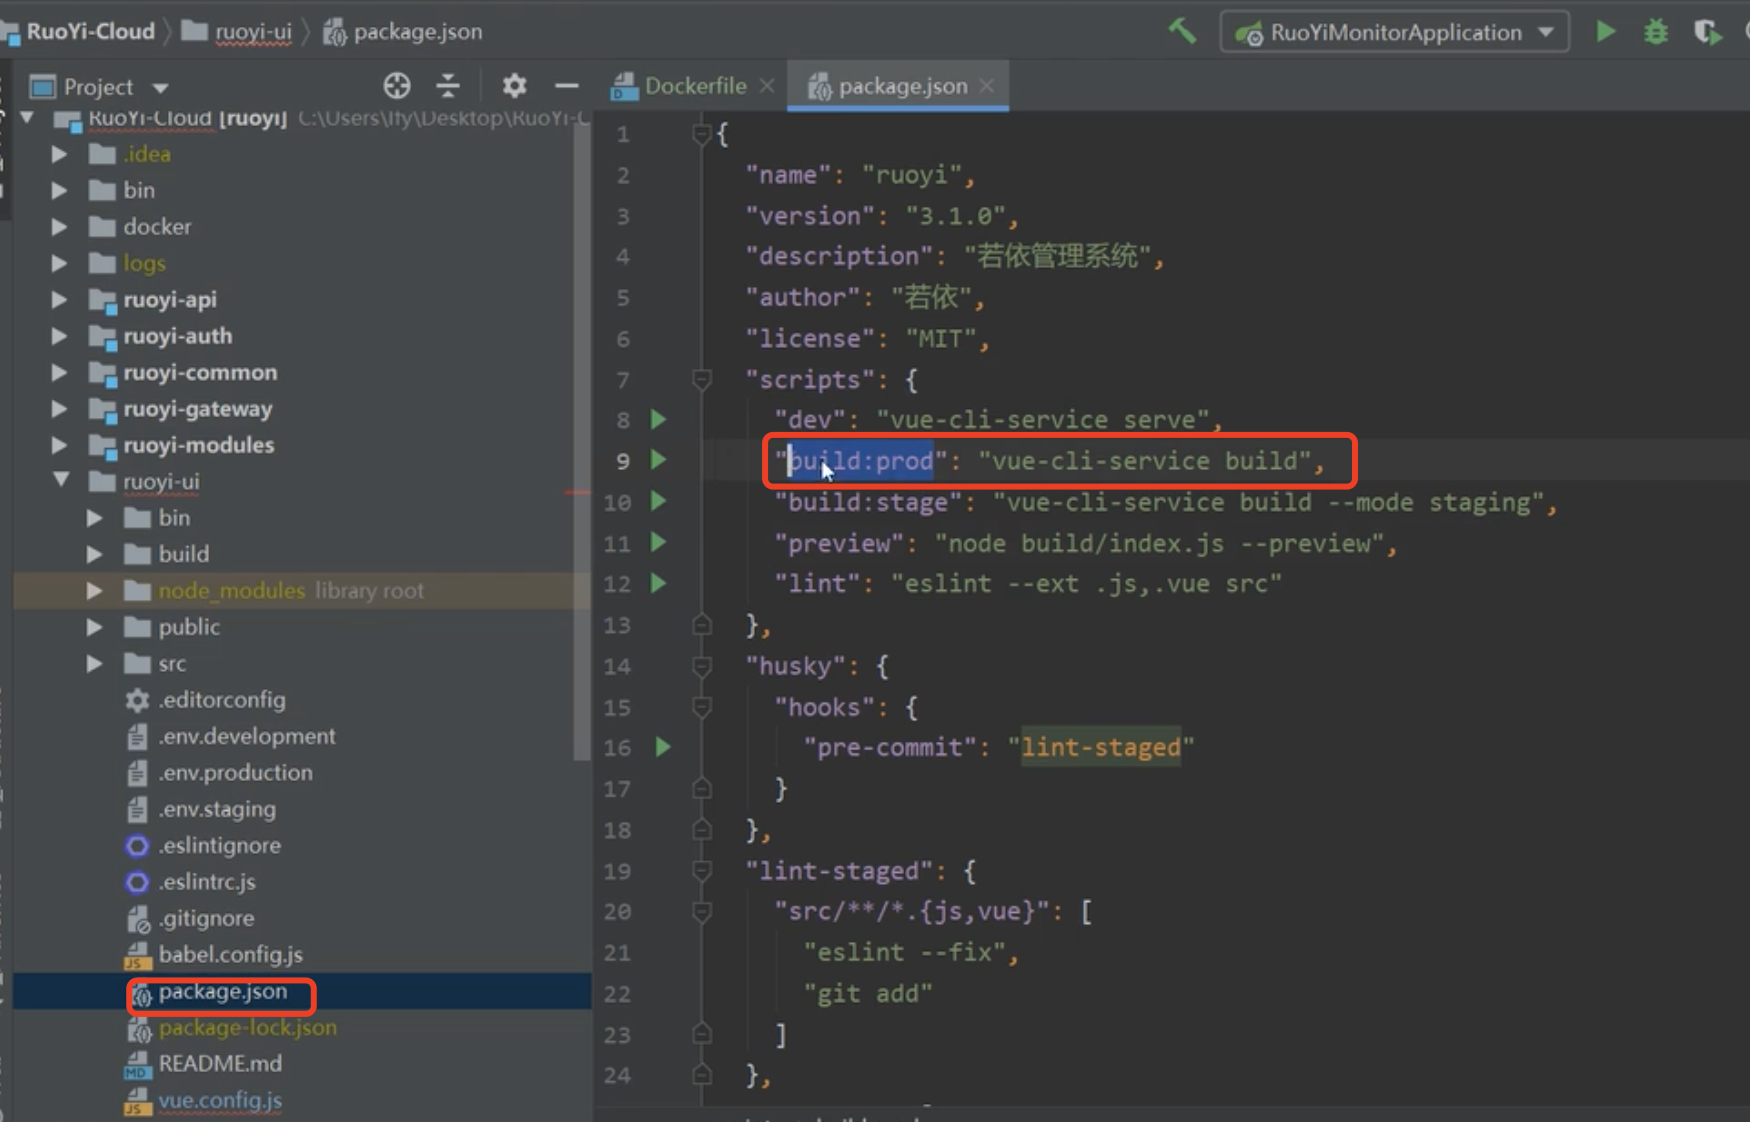 RuoYi-Cloud ruoyi-ui package.json
RuoYiMonitorApplication
Project
Dockerfile
package.json
RuoYi-Cloud [ruoyi] C:\Users\lfy\Desktop\RuoYi-C
.idea
bin
docker
logs
ruoyi-api
ruoyi-auth
ruoyi-common
ruoyi-gateway
ruoyi-modules
ruoyi-ui
bin
build
node_modules library root
public
src
.editorconfig
.env.development
.env.production
.env.staging
.eslintignore
.eslintrc.js
.gitignore
babel.config.js
package.json
package-lock.json
README.md
vue.config.js
1 {
2 "name": "ruoyi",
3 "version": "3.1.0",
4 "description": "若依管理系统",
5 "author": "若依",
6 "license": "MIT",
7 "scripts": {
8 "dev": "vue-cli-service serve",
9 "build:prod": "vue-cli-service build",
10 "build:stage": "vue-cli-service build --mode staging",
11 "preview": "node build/index.js --preview",
12 "lint": "eslint --ext .js,.vue src"
13 },
14 "husky": {
15 "hooks": {
16 "pre-commit": "lint-staged"
17 }
18 },
19 "lint-staged": {
20 "src/**/*.{js,vue}": [
21 "eslint --fix",
22 "git add"
23 ]
24 },